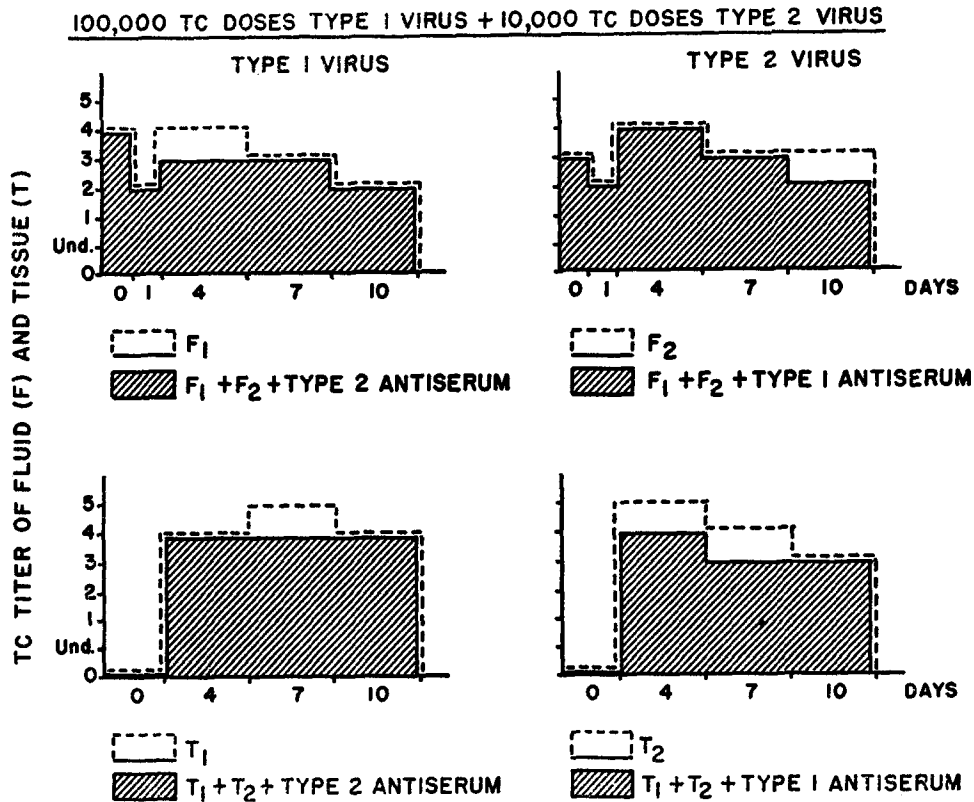 100,000 TC DOSES TYPE 1 VIRUS + 10,000 TC DOSES TYPE 2 VIRUS
TYPE 1 VIRUS
TYPE 2 VIRUS
TC TITER OF FLUID (F) AND TISSUE (T)
5
4
3
2
1
Und.
0
0 1 4 7 10
0 1 4 7 10 DAYS
F1
F1 + F2 + TYPE 2 ANTISERUM
F2
F1 + F2 + TYPE 1 ANTISERUM
5
4
3
2
1
Und.
0
0 4 7 10
0 4 7 10 DAYS
T1
T1 + T2 + TYPE 2 ANTISERUM
T2
T1 + T2 + TYPE 1 ANTISERUM